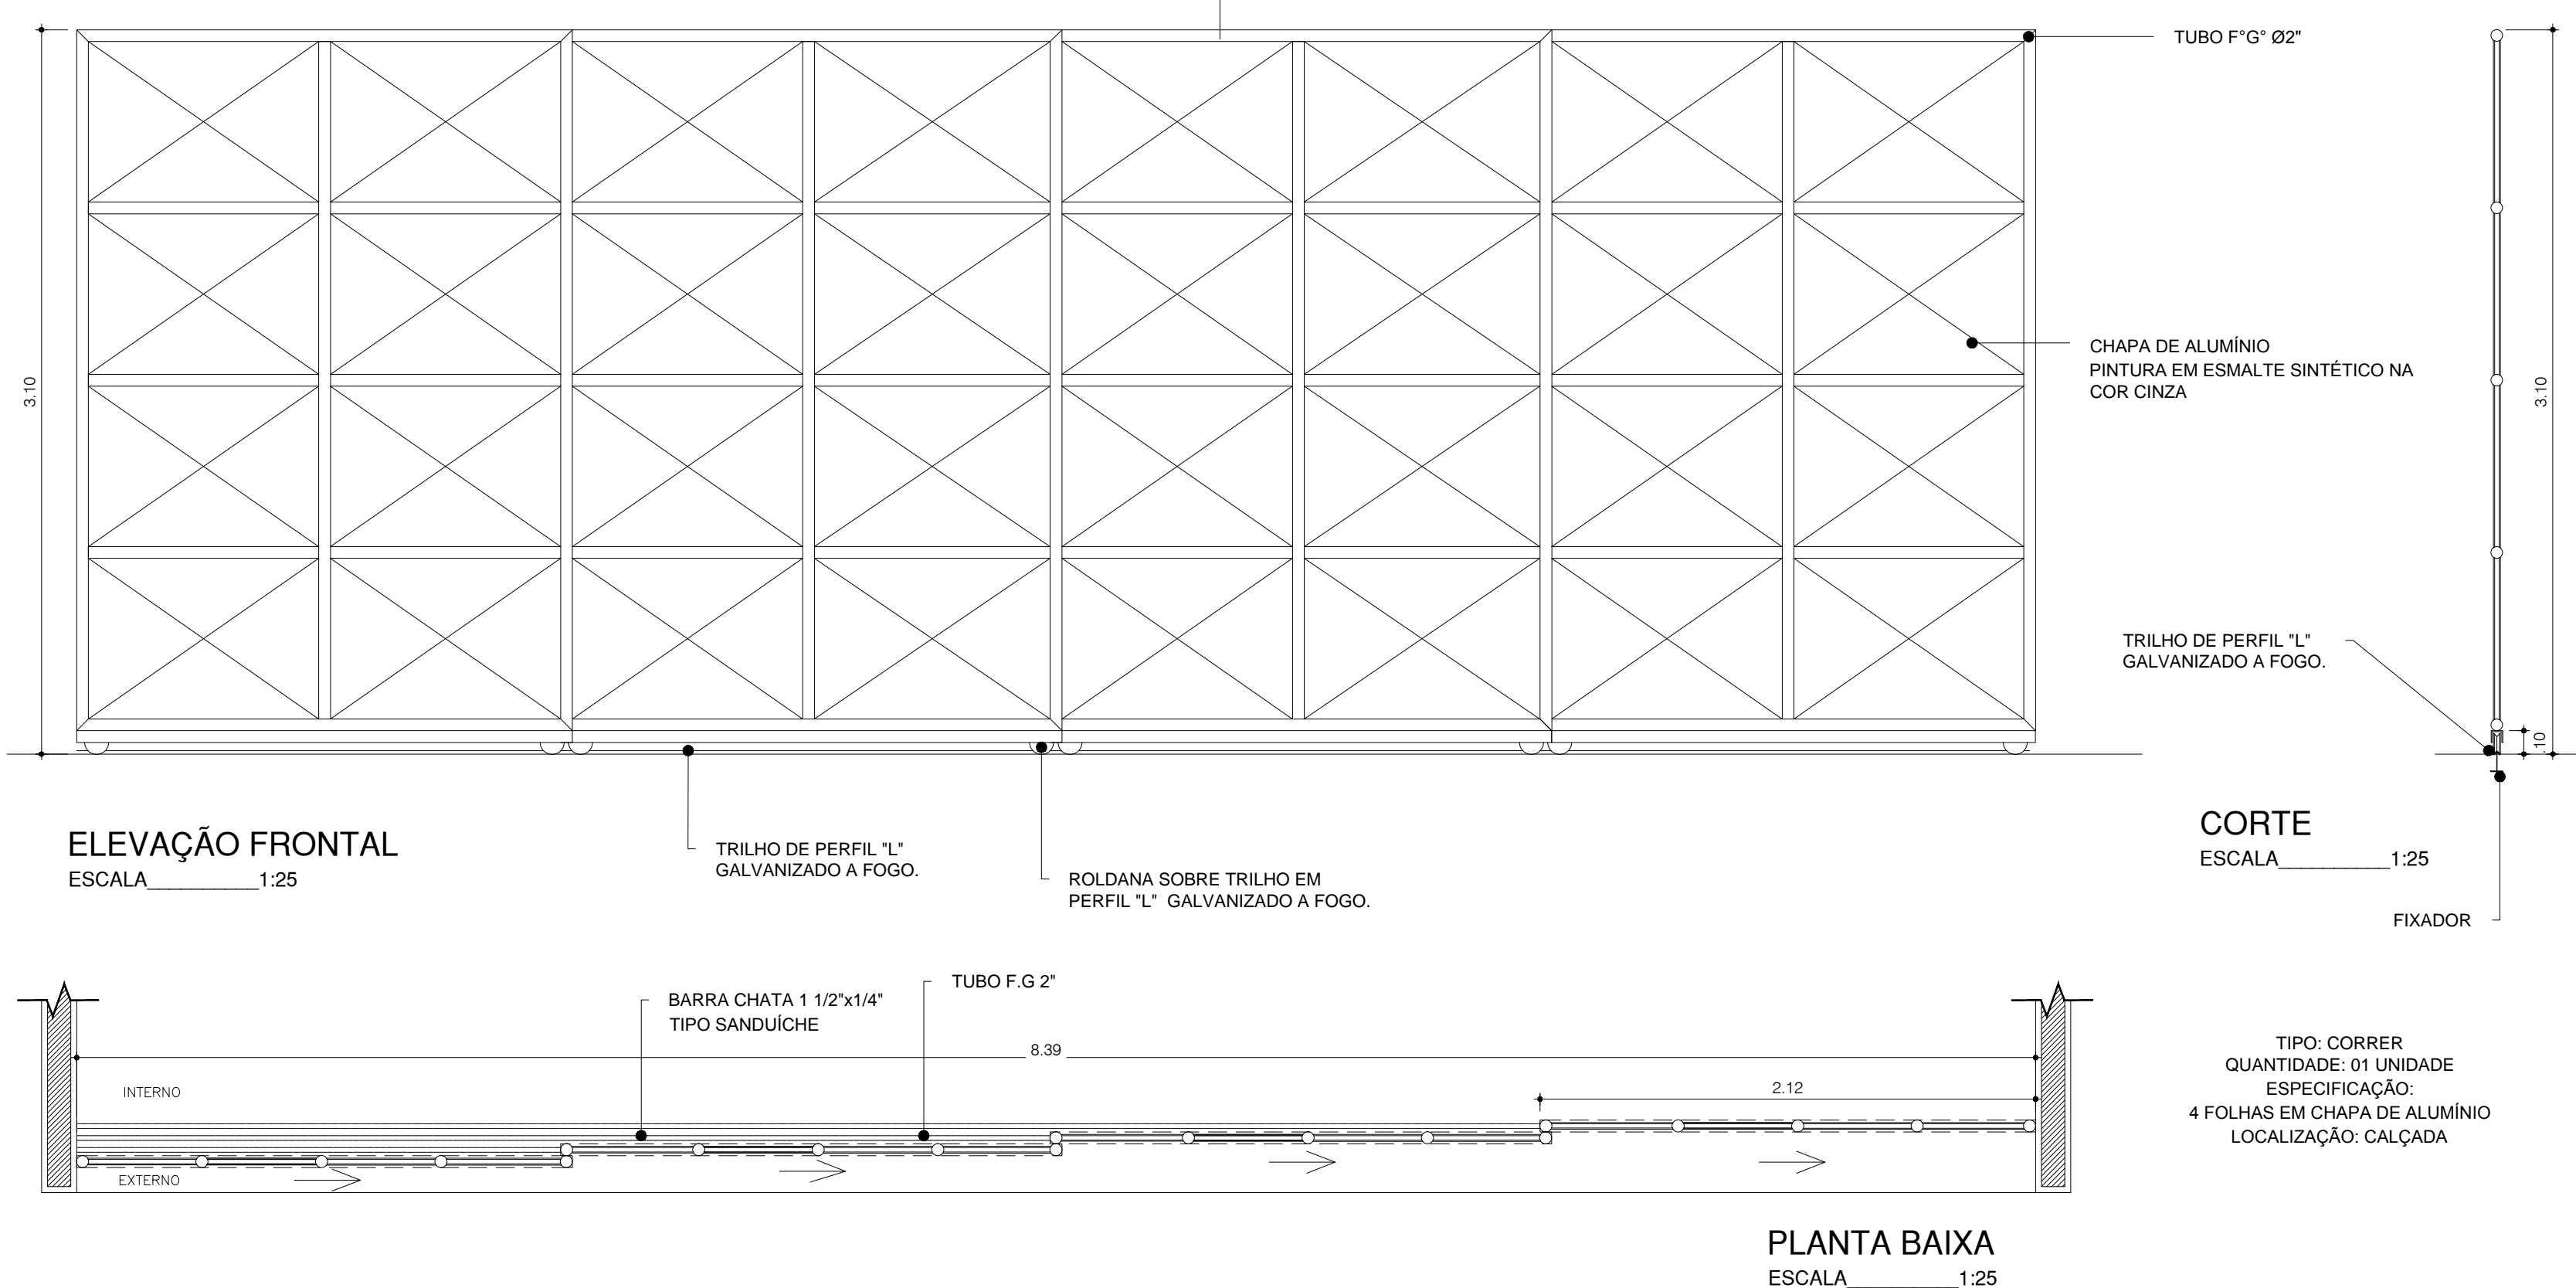 TUBO F°G° Ø2"
3.10
CHAPA DE ALUMÍNIO
PINTURA EM ESMALTE SINTÉTICO NA
COR CINZA
3.10
TRILHO DE PERFIL "L"
GALVANIZADO A FOGO.
.10
ELEVAÇÃO FRONTAL
ESCALA__________1:25
TRILHO DE PERFIL "L"
GALVANIZADO A FOGO.
ROLDANA SOBRE TRILHO EM
PERFIL "L" GALVANIZADO A FOGO.
CORTE
ESCALA__________1:25
FIXADOR
BARRA CHATA 1 1/2"x1/4"
TIPO SANDUÍCHE
TUBO F.G 2"
8.39
INTERNO
2.12
EXTERNO
TIPO: CORRER
QUANTIDADE: 01 UNIDADE
ESPECIFICAÇÃO:
4 FOLHAS EM CHAPA DE ALUMÍNIO
LOCALIZAÇÃO: CALÇADA
PLANTA BAIXA
ESCALA__________1:25